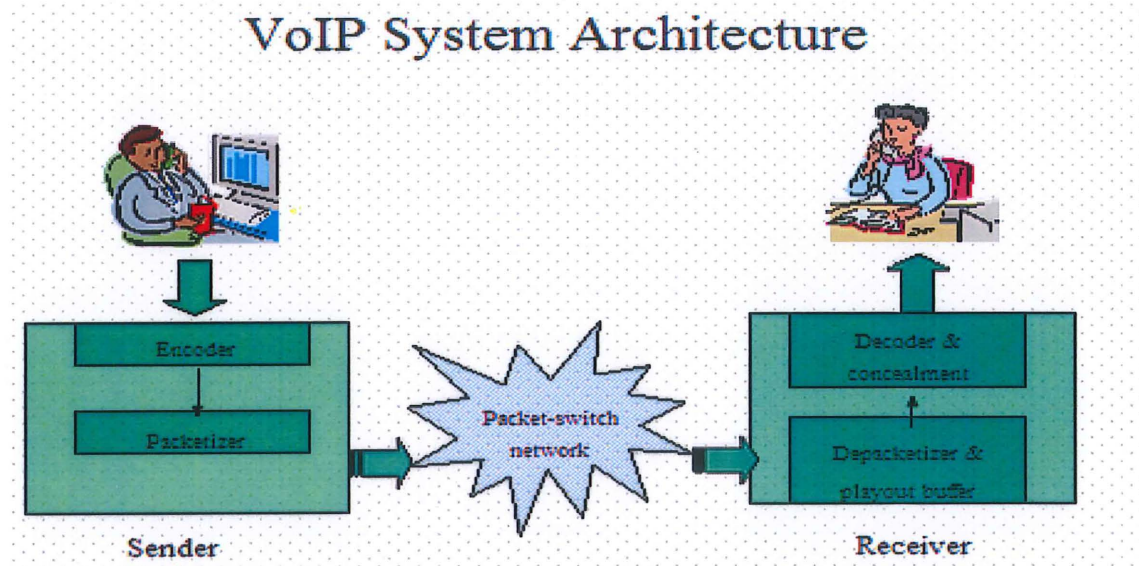 VoIP System Architecture
Encoder
Packetizer
Sender
Packet-switch
network
Decoder &
concealment
Depacketizer &
playout buffer
Receiver